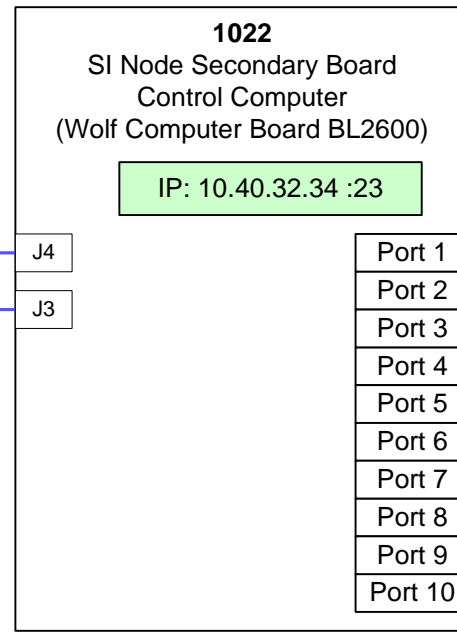 1022
SI Node Secondary Board
Control Computer
(Wolf Computer Board BL2600)
IP: 10.40.32.34 :23
J4
J3
Port 1
Port 2
Port 3
Port 4
Port 5
Port 6
Port 7
Port 8
Port 9
Port 10